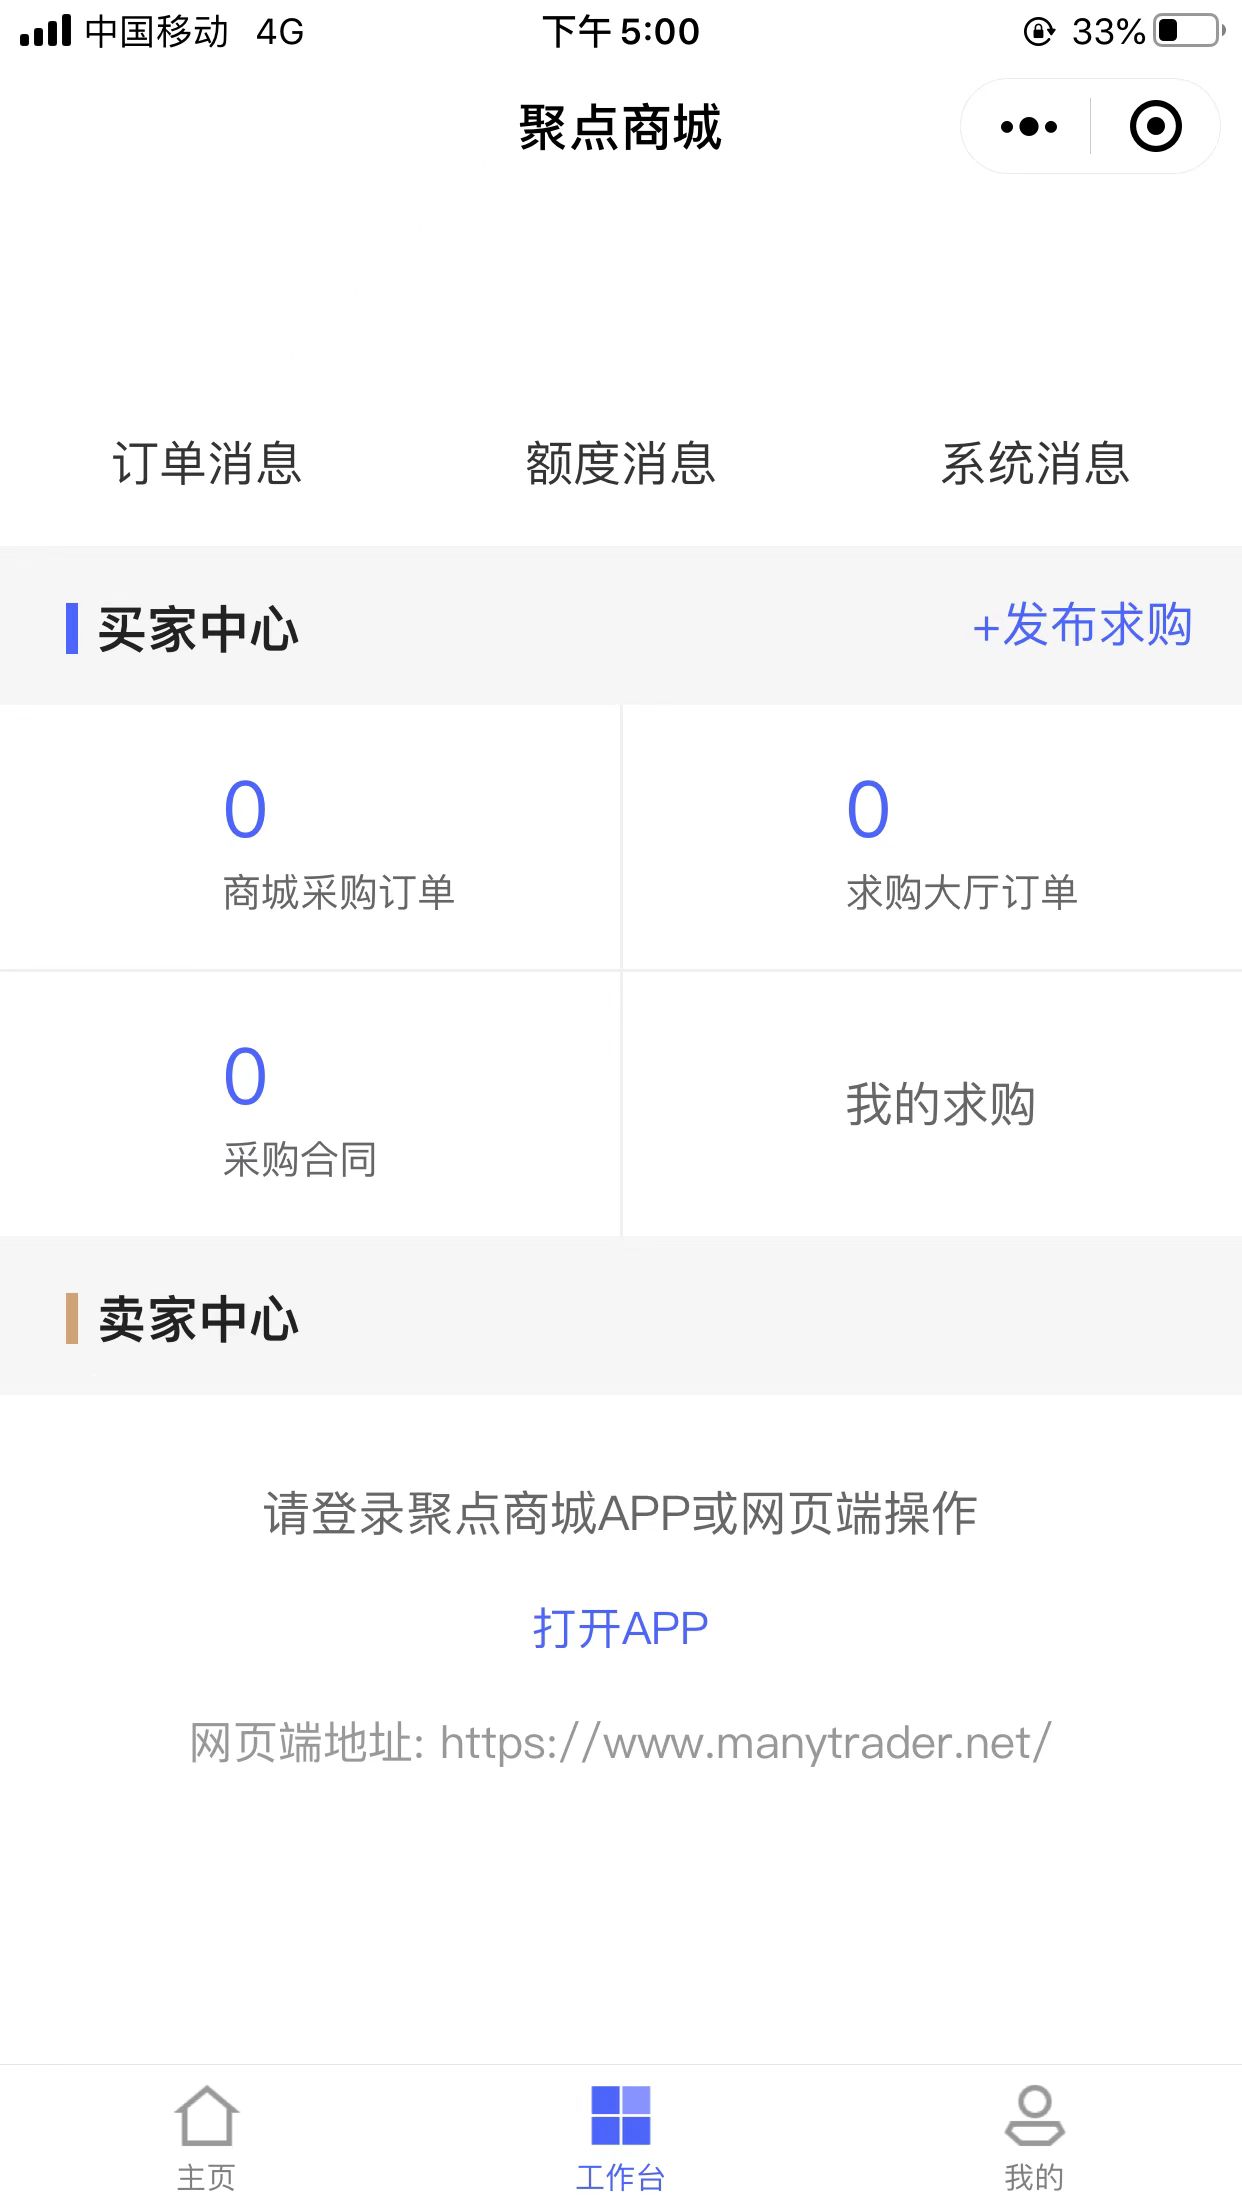 中国移动 4G 下午5:00 33%
聚点商城
订单消息 额度消息 系统消息
买家中心 +发布求购
0 0
商城采购订单 求购大厅订单
0
采购合同 我的求购
卖家中心
请登录聚点商城APP或网页端操作
打开APP
网页端地址: https://www.manytrader.net/
主页 工作台 我的